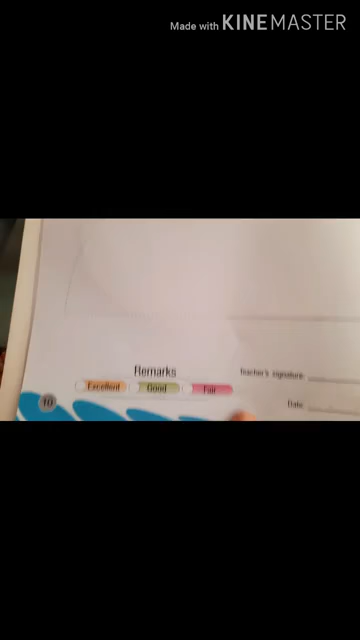 Made with KINEMASTER
Remarks
Teacher's signature:
Excellent Good Fair
Date:
10